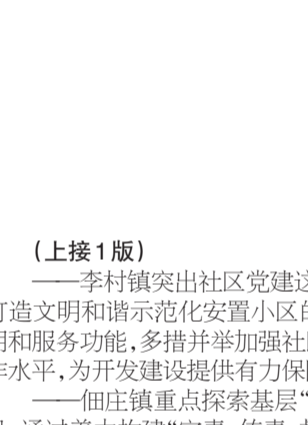 （上接1版）
——李村镇突出社区党建这
打造文明和谐示范化安置小区的
明和服务功能,多措并举加强社
作水平,为开发建设提供有力保
——佃庄镇重点探索基层“